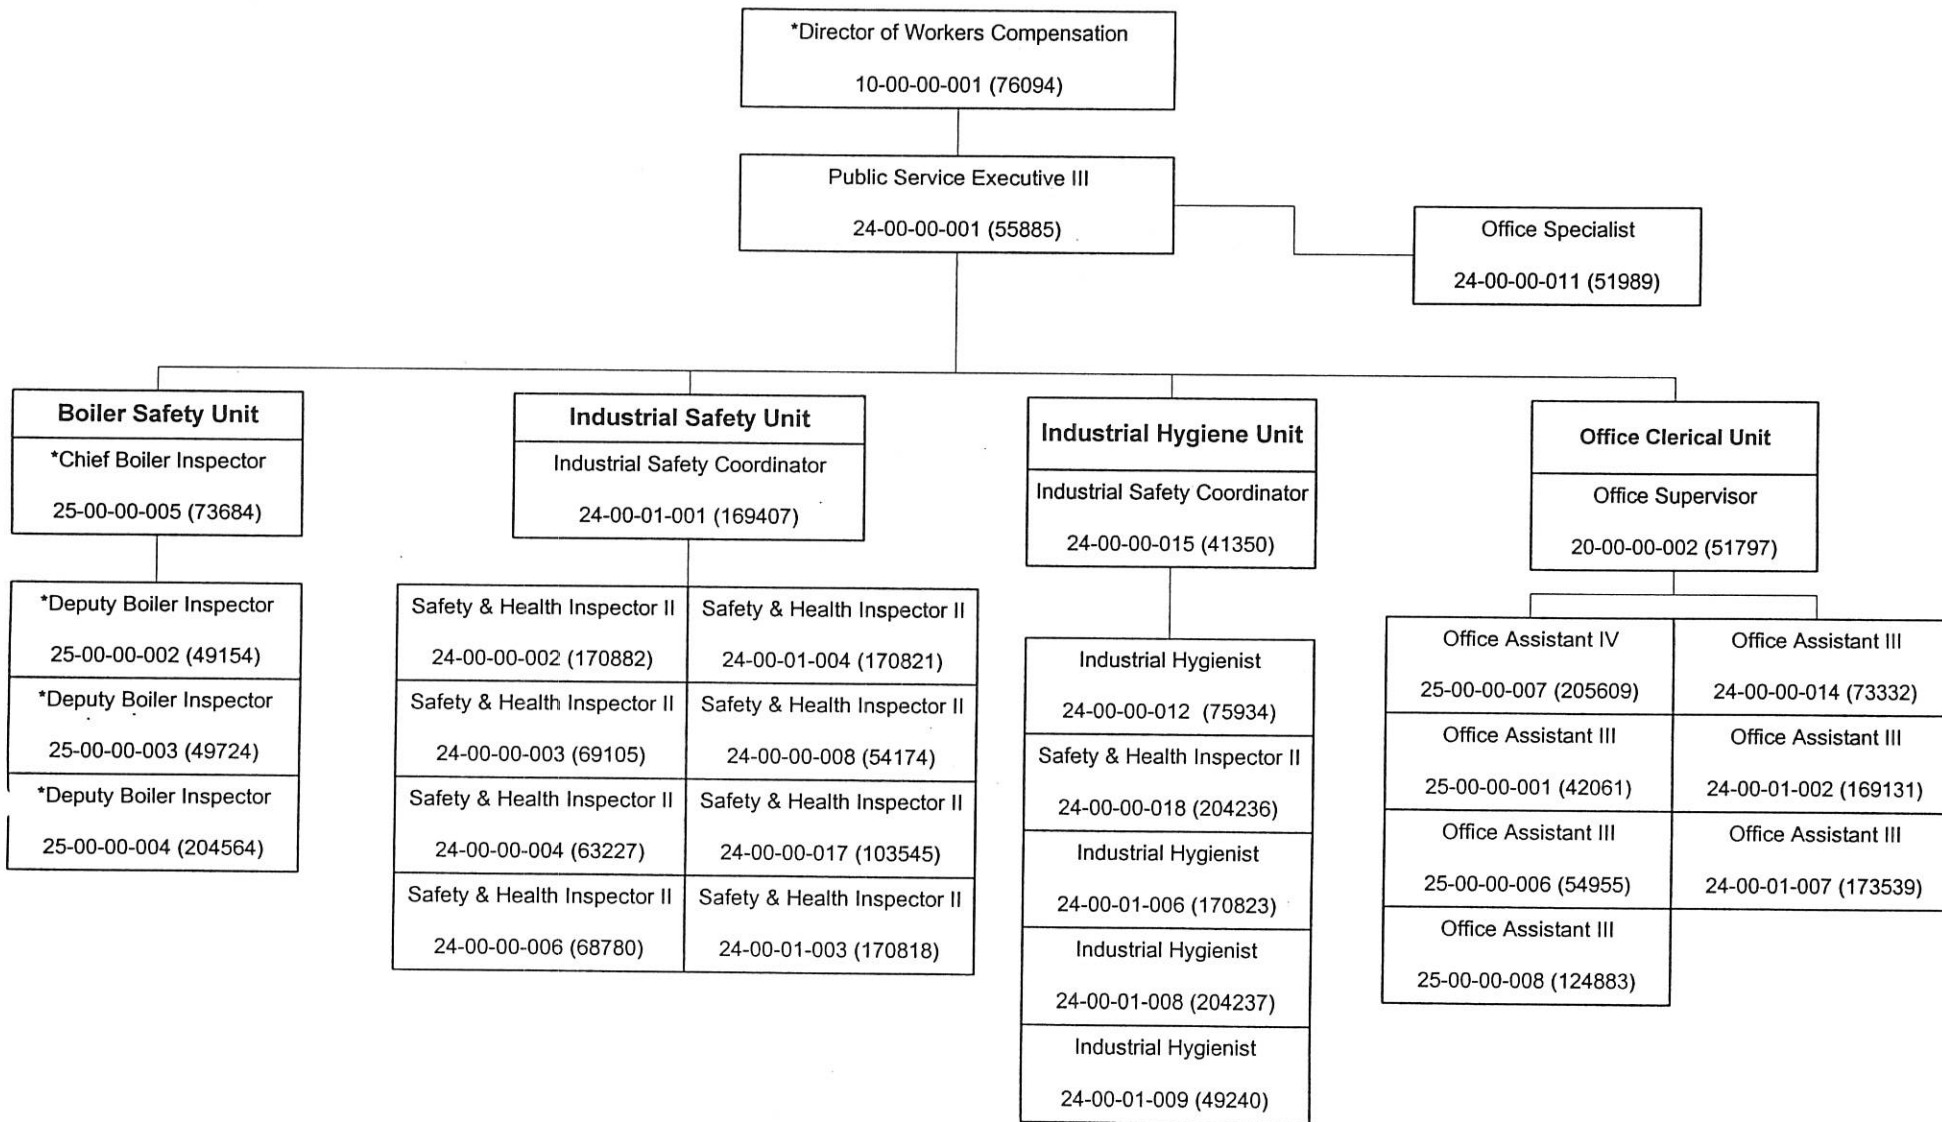 *Director of Workers Compensation
10-00-00-001 (76094)
Public Service Executive III
24-00-00-001 (55885)
Office Specialist
24-00-00-011 (51989)
Boiler Safety Unit
*Chief Boiler Inspector
25-00-00-005 (73684)
*Deputy Boiler Inspector
25-00-00-002 (49154)
*Deputy Boiler Inspector
25-00-00-003 (49724)
*Deputy Boiler Inspector
25-00-00-004 (204564)
Industrial Safety Unit
Industrial Safety Coordinator
24-00-01-001 (169407)
Safety & Health Inspector II
24-00-00-002 (170882)
Safety & Health Inspector II
24-00-00-003 (69105)
Safety & Health Inspector II
24-00-00-004 (63227)
Safety & Health Inspector II
24-00-00-006 (68780)
Safety & Health Inspector II
24-00-01-004 (170821)
Safety & Health Inspector II
24-00-00-008 (54174)
Safety & Health Inspector II
24-00-00-017 (103545)
Safety & Health Inspector II
24-00-01-003 (170818)
Industrial Hygiene Unit
Industrial Safety Coordinator
24-00-00-015 (41350)
Industrial Hygienist
24-00-00-012 (75934)
Safety & Health Inspector II
24-00-00-018 (204236)
Industrial Hygienist
24-00-01-006 (170823)
Industrial Hygienist
24-00-01-008 (204237)
Industrial Hygienist
24-00-01-009 (49240)
Office Clerical Unit
Office Supervisor
20-00-00-002 (51797)
Office Assistant IV
25-00-00-007 (205609)
Office Assistant III
25-00-00-001 (42061)
Office Assistant III
25-00-00-006 (54955)
Office Assistant III
25-00-00-008 (124883)
Office Assistant III
24-00-00-014 (73332)
Office Assistant III
24-00-01-002 (169131)
Office Assistant III
24-00-01-007 (173539)